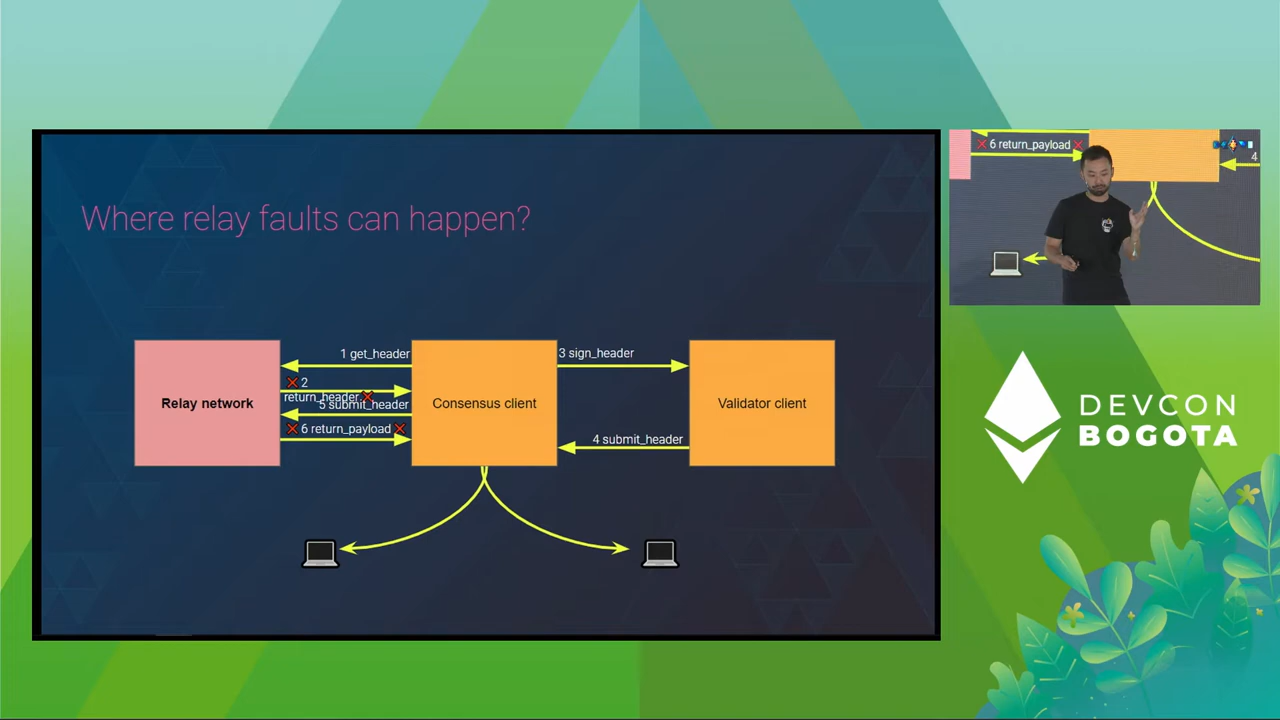 Where relay faults can happen?
1 get_header
❌ 2
return_header❌
5 submit_header
❌ 6 return_payload ❌
3 sign_header
4 submit_header
Relay network
Consensus client
Validator client
❌ 6 return_payload ❌
4
DEVCON
BOGOTA